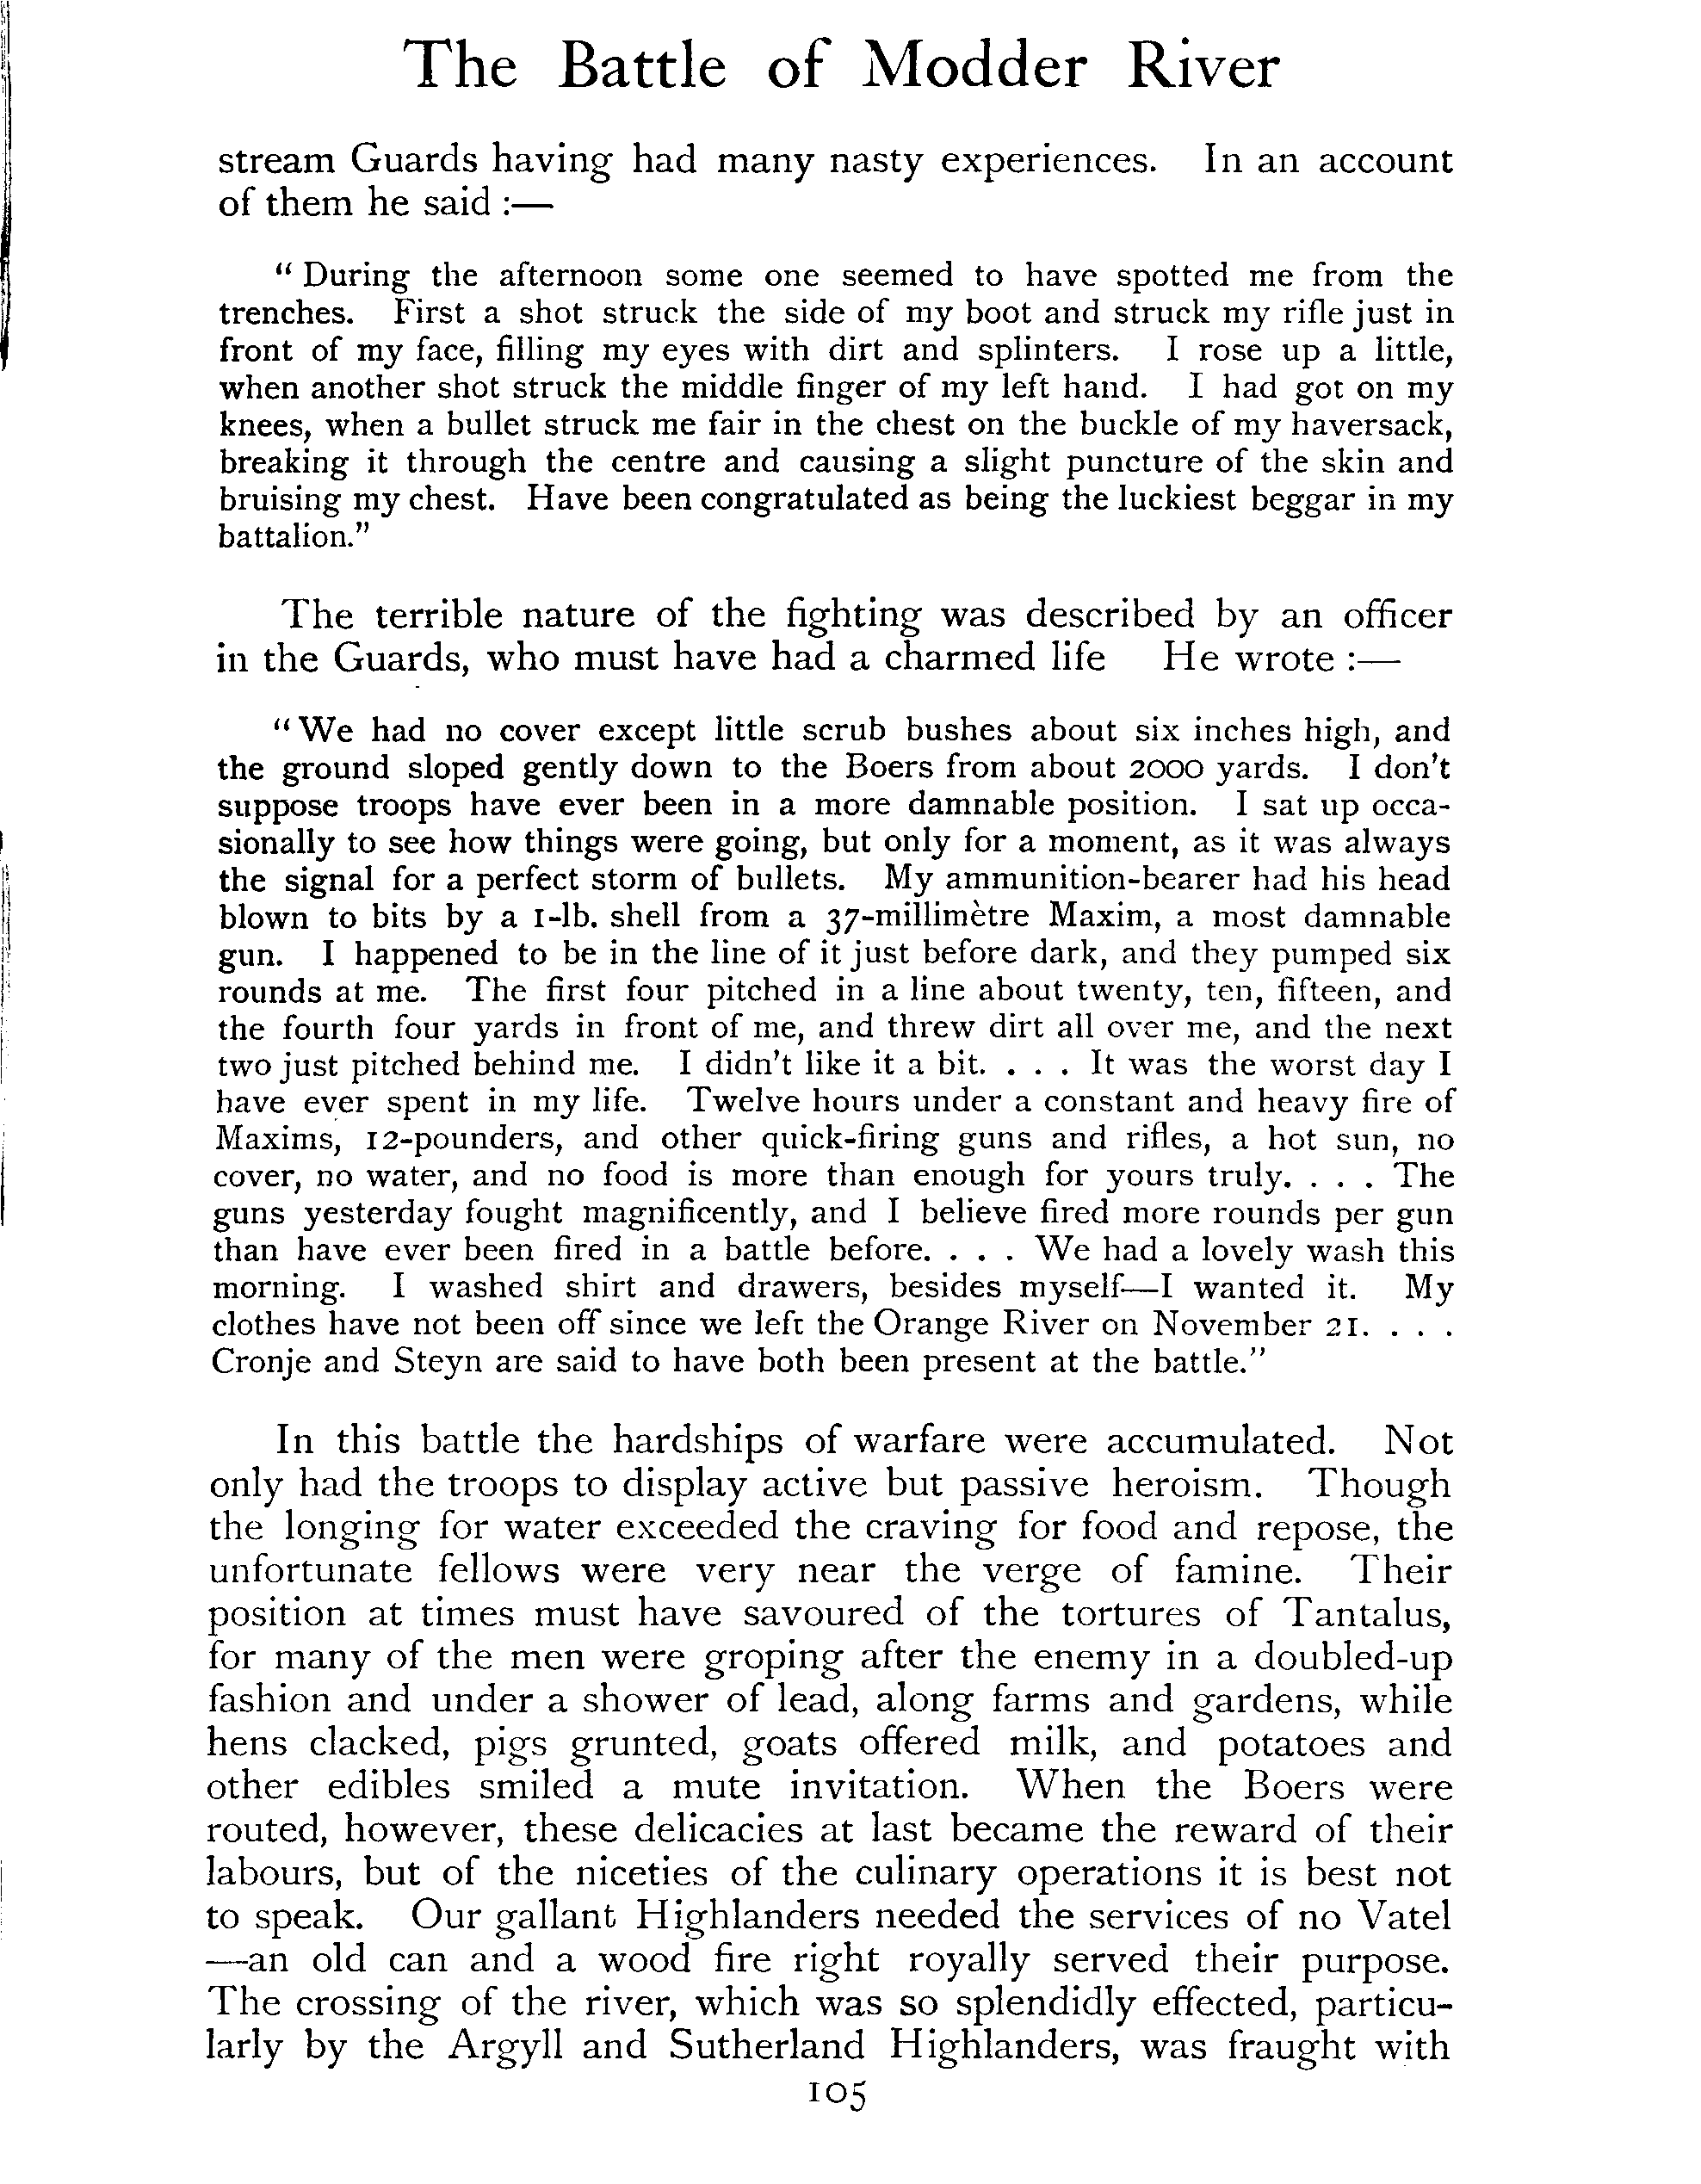 The Battle of Modder River
stream Guards having had many nasty experiences. In an account
of them he said :—
“ During the afternoon some one seemed to have spotted me from the
trenches. First a shot struck the side of my boot and struck my rifle just in
front of my face, filling my eyes with dirt and splinters. I rose up a little,
when another shot struck the middle finger of my left hand. I had got on my
knees, when a bullet struck me fair in the chest on the buckle of my haversack,
breaking it through the centre and causing a slight puncture of the skin and
bruising my chest. Have been congratulated as being the luckiest beggar in my
battalion.”
The terrible nature of the fighting was described by an officer
in the Guards, who must have had a charmed life He wrote :—
“ We had no cover except little scrub bushes about six inches high, and
the ground sloped gently down to the Boers from about 2000 yards. I don't
suppose troops have ever been in a more damnable position. I sat up occa-
sionally to see how things were going, but only for a moment, as it was always
the signal for a perfect storm of bullets. My ammunition-bearer had his head
blown to bits by a 1-lb. shell from a 37-millimètre Maxim, a most damnable
gun. I happened to be in the line of it just before dark, and they pumped six
rounds at me. The first four pitched in a line about twenty, ten, fifteen, and
the fourth four yards in front of me, and threw dirt all over me, and the next
two just pitched behind me. I didn't like it a bit. . . . It was the worst day I
have ever spent in my life. Twelve hours under a constant and heavy fire of
Maxims, 12-pounders, and other quick-firing guns and rifles, a hot sun, no
cover, no water, and no food is more than enough for yours truly. . . . The
guns yesterday fought magnificently, and I believe fired more rounds per gun
than have ever been fired in a battle before. . . . We had a lovely wash this
morning. I washed shirt and drawers, besides myself—I wanted it. My
clothes have not been off since we left the Orange River on November 21. . . .
Cronje and Steyn are said to have both been present at the battle.”
In this battle the hardships of warfare were accumulated. Not
only had the troops to display active but passive heroism. Though
the longing for water exceeded the craving for food and repose, the
unfortunate fellows were very near the verge of famine. Their
position at times must have savoured of the tortures of Tantalus,
for many of the men were groping after the enemy in a doubled-up
fashion and under a shower of lead, along farms and gardens, while
hens clacked, pigs grunted, goats offered milk, and potatoes and
other edibles smiled a mute invitation. When the Boers were
routed, however, these delicacies at last became the reward of their
labours, but of the niceties of the culinary operations it is best not
to speak. Our gallant Highlanders needed the services of no Vatel
—an old can and a wood fire right royally served their purpose.
The crossing of the river, which was so splendidly effected, particu-
larly by the Argyll and Sutherland Highlanders, was fraught with
105